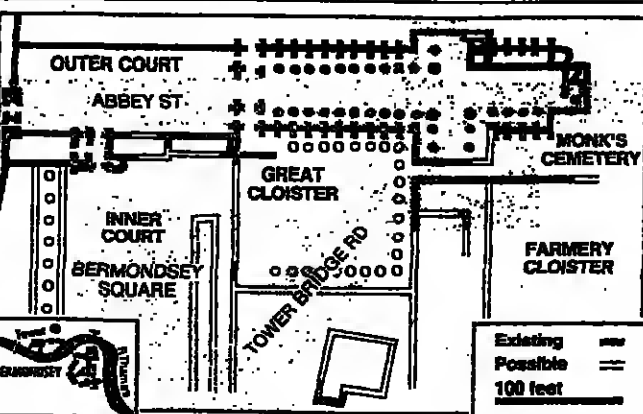 OUTER COURT
ABBEY ST
MONK'S
CEMETERY
GREAT
CLOISTER
INNER
COURT
BERMONDSEY
SQUARE
TOWER BRIDGE RD
FARMERY
CLOISTER
Existing
Possible
100 feet